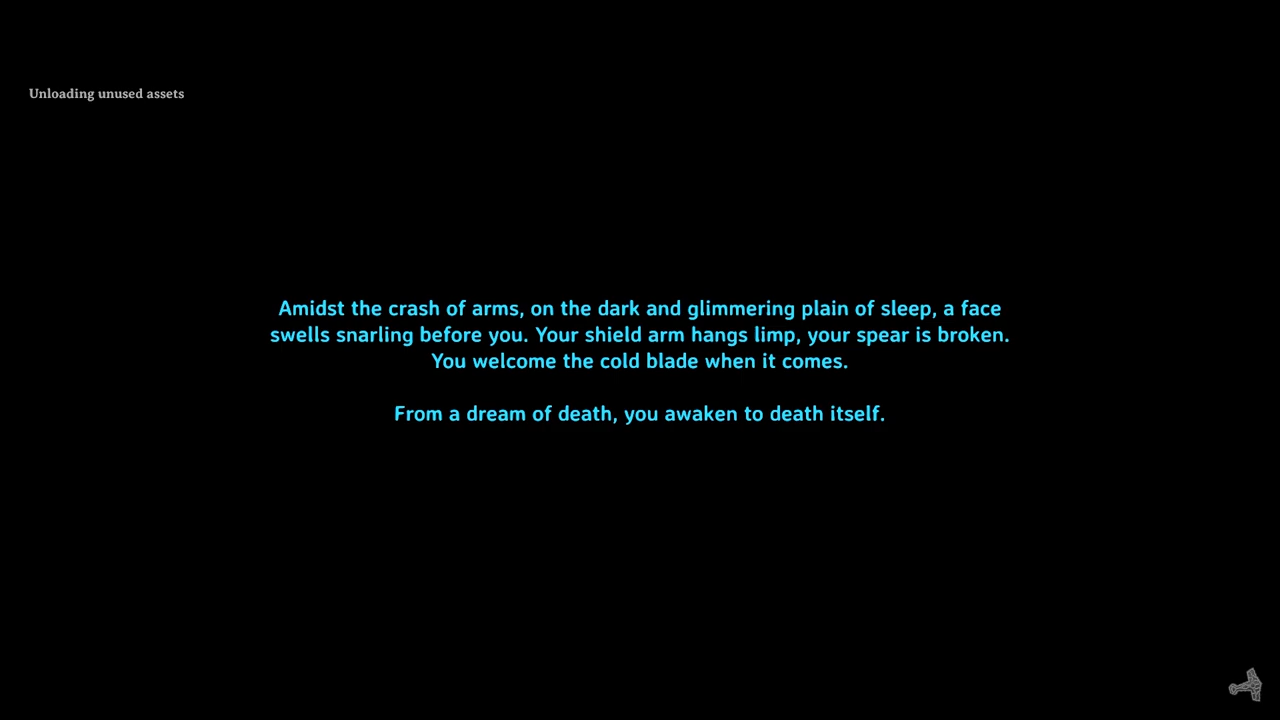 Unloading unused assets
Amidst the crash of arms, on the dark and glimmering plain of sleep, a face
swells snarling before you. Your shield arm hangs limp, your spear is broken.
You welcome the cold blade when it comes.
From a dream of death, you awaken to death itself.